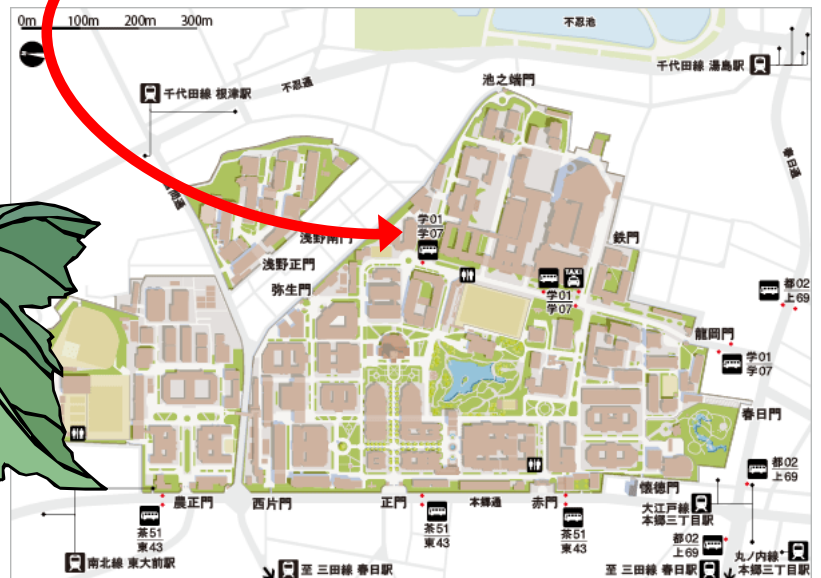 0m 100m 200m 300m
不忍池
千代田線 湯島駅
池之端門
不忍通
千代田線 根津駅
春日通
学01
学07
浅野南門
鉄門
浅野正門
弥生門
TAXI
学01
学07
都02
上69
龍岡門
学01
学07
春日門
都02
上69
懐徳門
大江戸線
本郷三丁目駅
農正門
西片門
正門
本郷通
赤門
茶51
東43
茶51
東43
茶51
東43
都02
上69
丸ノ内線
本郷三丁目駅
南北線 東大前駅
至 三田線 春日駅
至 三田線 春日駅